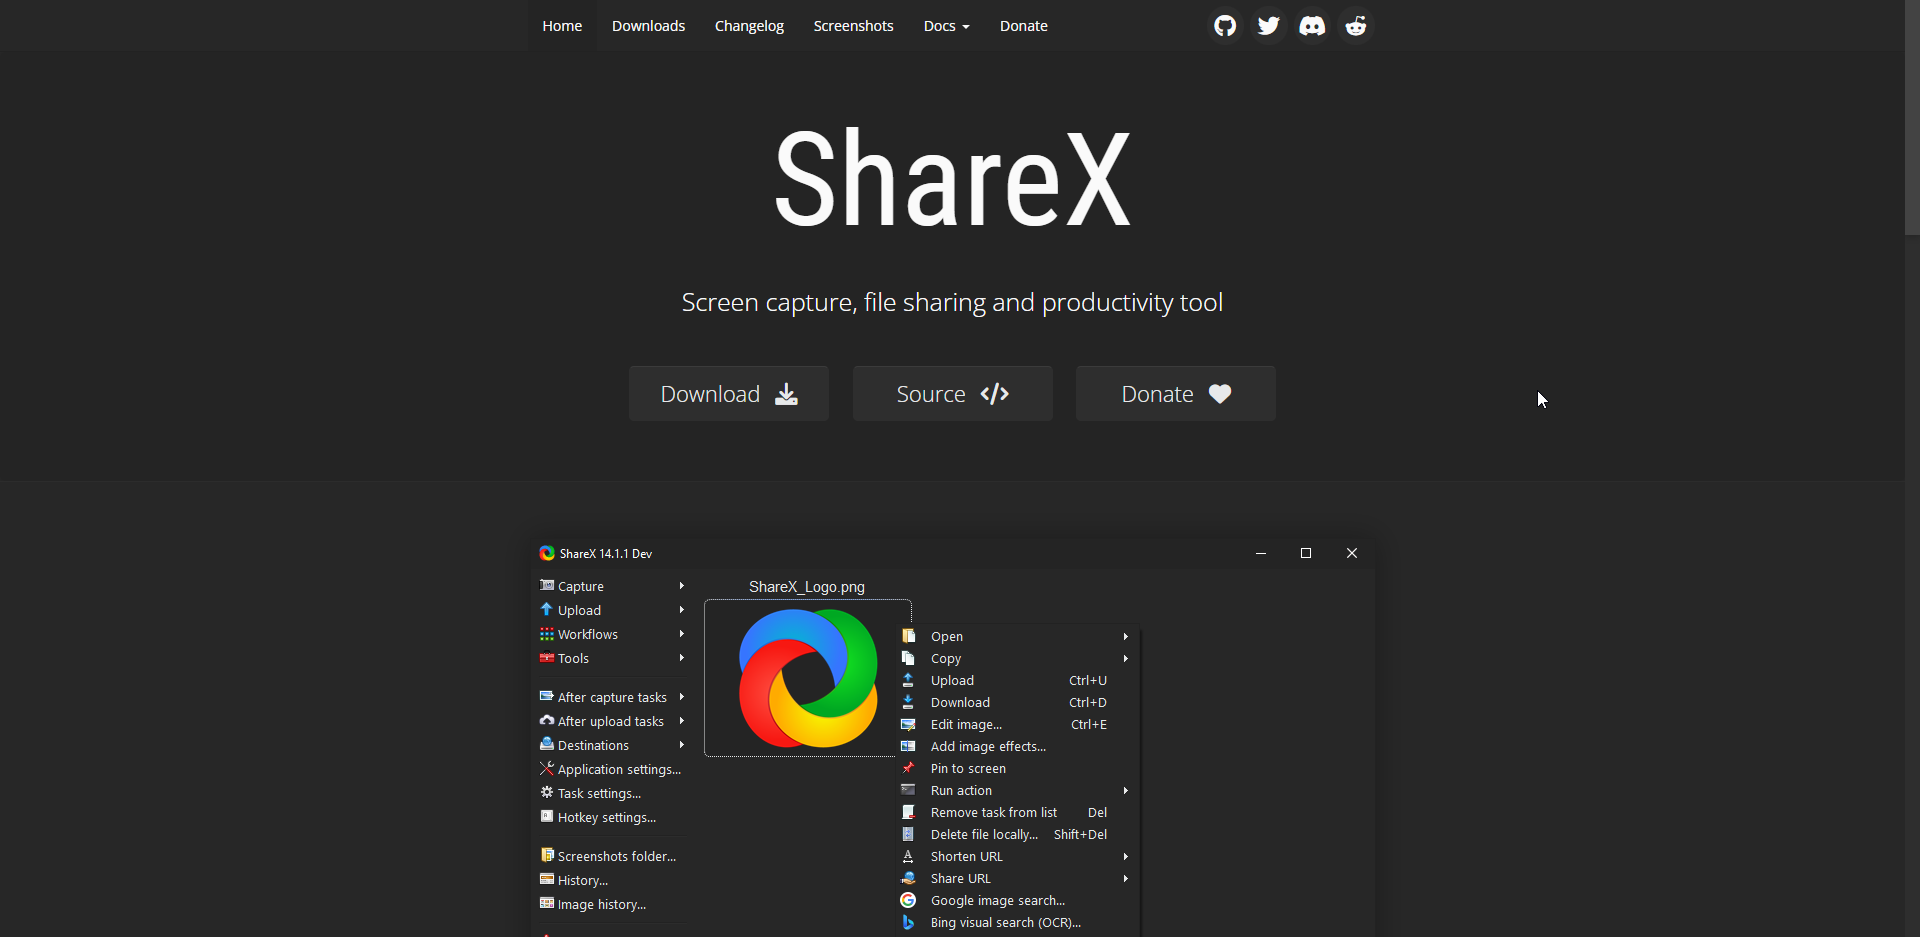 Home Downloads Changelog Screenshots Docs Donate
ShareX
Screen capture, file sharing and productivity tool
Download Source Donate
ShareX 14.1.1 Dev
Capture
Upload
Workflows
Tools
After capture tasks
After upload tasks
Destinations
Application settings...
Task settings...
Hotkey settings...
Screenshots folder...
History...
Image history...
ShareX_Logo.png
Open
Copy
Upload Ctrl+U
Download Ctrl+D
Edit image... Ctrl+E
Add image effects...
Pin to screen
Run action
Remove task from list Del
Delete file locally... Shift+Del
Shorten URL
Share URL
Google image search...
Bing visual search (OCR)...